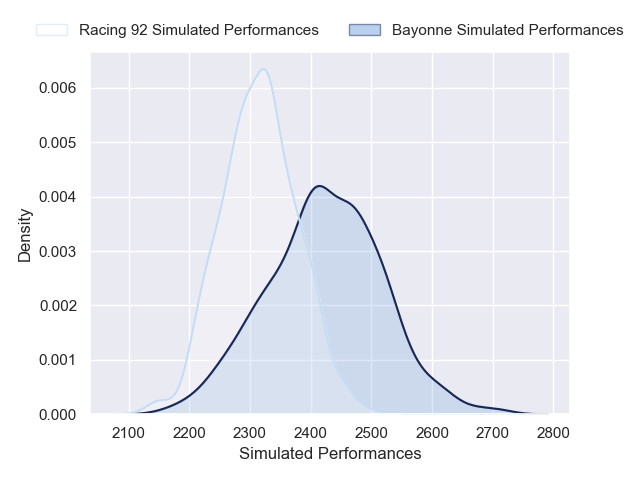 Racing 92 Simulated Performances Bayonne Simulated Performances
0.006
0.005
0.004
0.003
0.002
0.001
0.000
Density
2100 2200 2300 2400 2500 2600 2700 2800
Simulated Performances